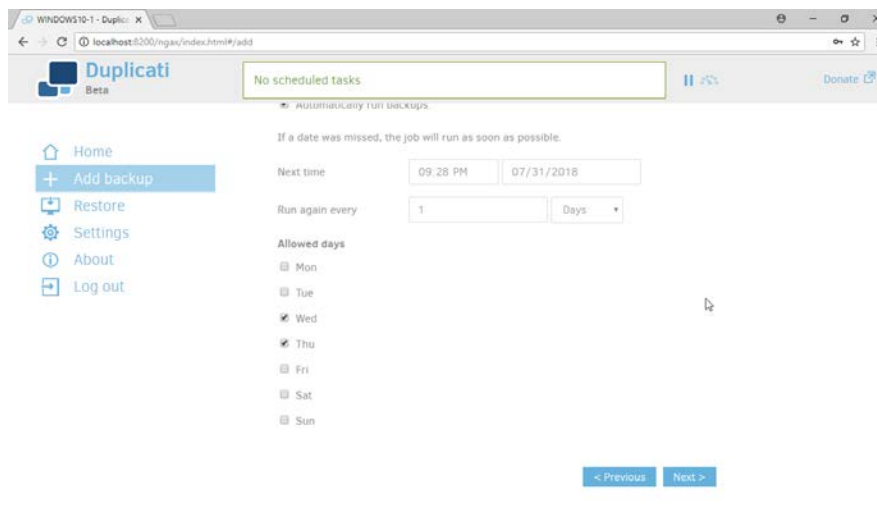 WINDOWS10-1 - Duplica
localhost:8200/ngax/index.html#/add
Duplicati
Beta
No scheduled tasks
Donate
Home
Add backup
Restore
Settings
About
Log out
Automatically run backups.
If a date was missed, the job will run as soon as possible.
Next time 09:28 PM 07/31/2018
Run again every 1 Days
Allowed days
Mon
Tue
Wed
Thu
Fri
Sat
Sun
< Previous Next >